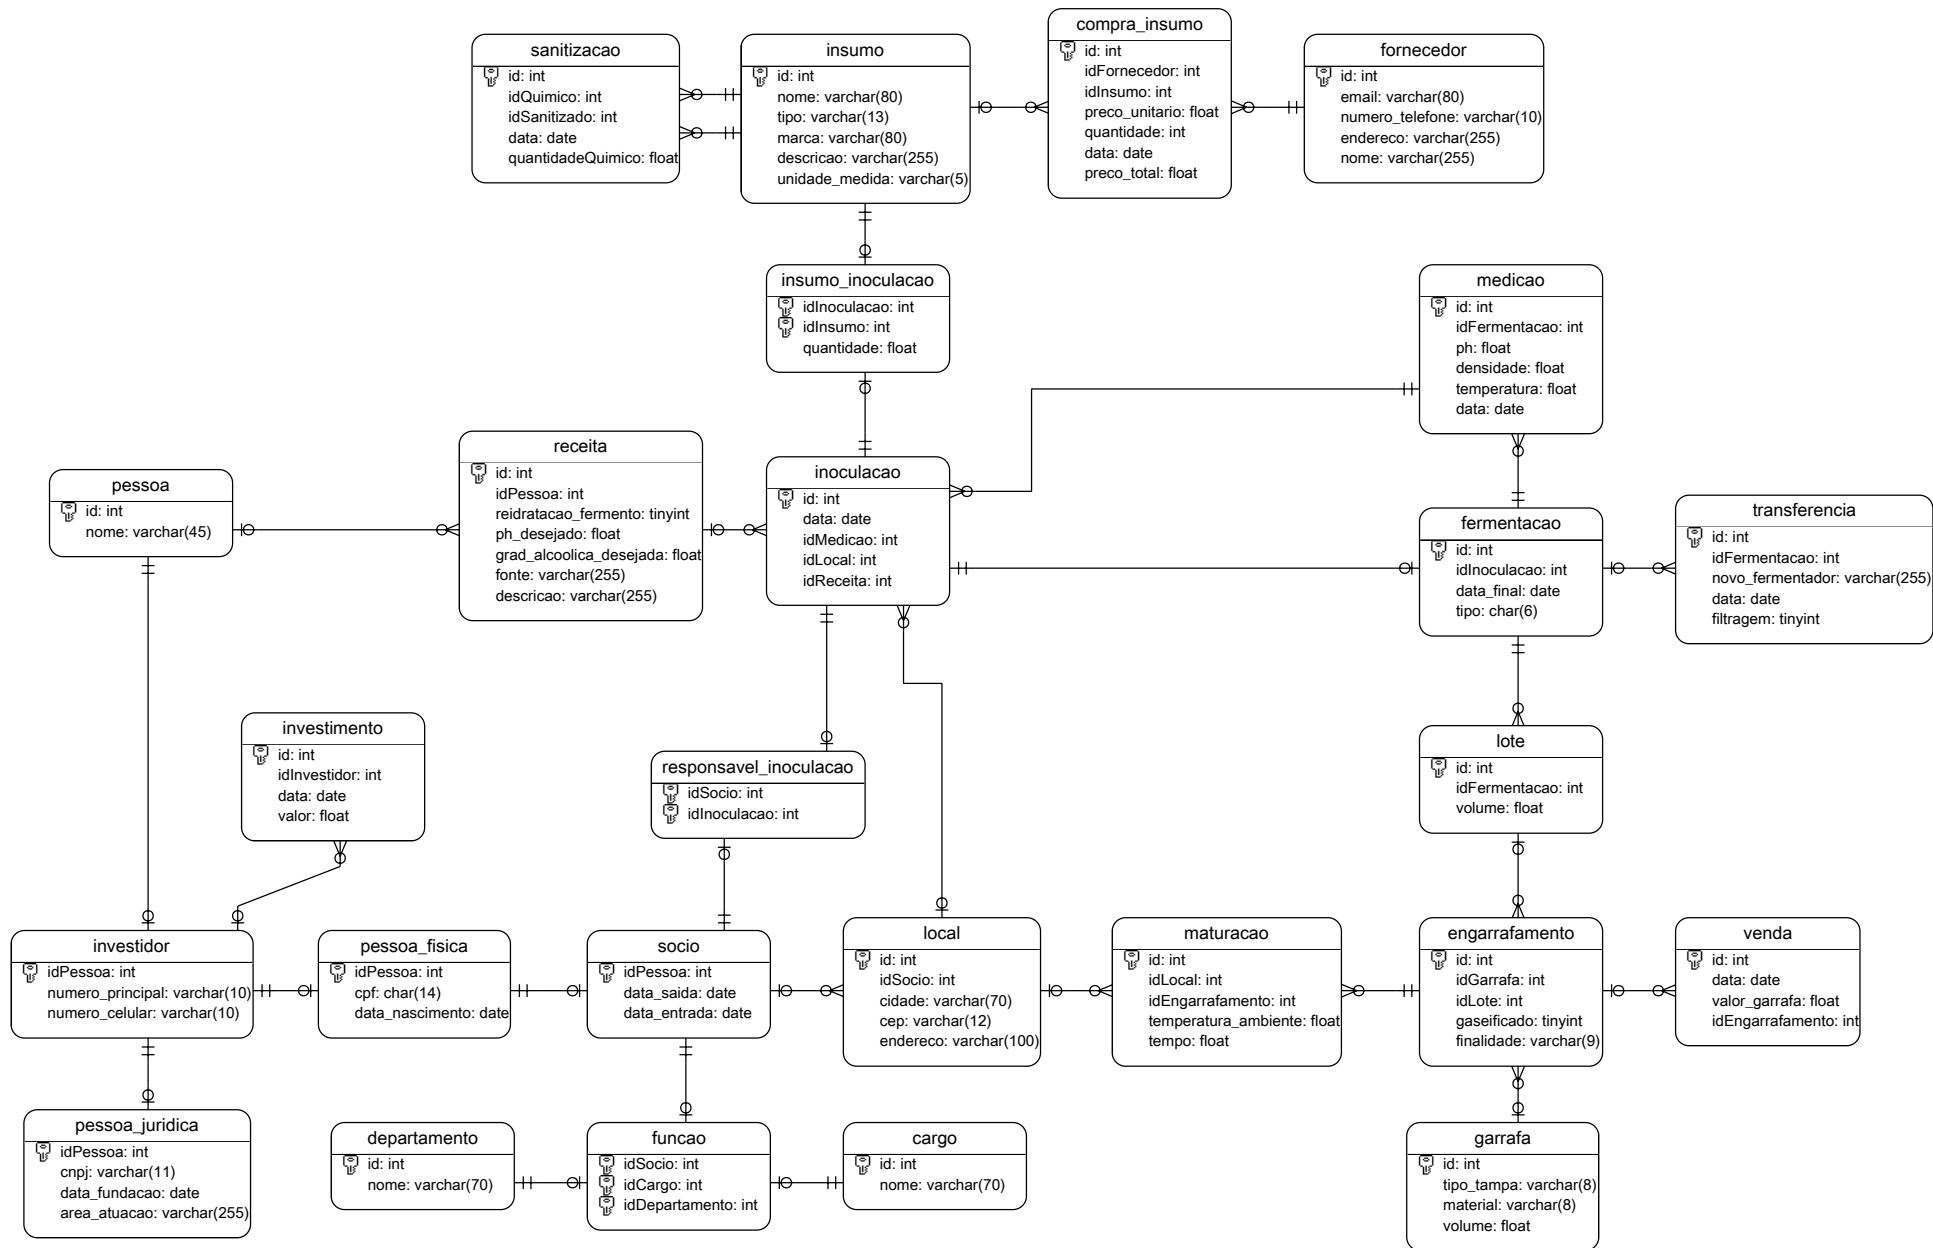 sanitizacao
id: int
idQuimico: int
idSanitizado: int
data: date
quantidadeQuimico: float
insumo
id: int
nome: varchar(80)
tipo: varchar(13)
marca: varchar(80)
descricao: varchar(255)
unidade_medida: varchar(5)
compra_insumo
id: int
idFornecedor: int
idInsumo: int
preco_unitario: float
quantidade: int
data: date
preco_total: float
fornecedor
id: int
email: varchar(80)
numero_telefone: varchar(10)
endereco: varchar(255)
nome: varchar(255)
insumo_inoculacao
idInoculacao: int
idInsumo: int
quantidade: float
medicao
id: int
idFermentacao: int
ph: float
densidade: float
temperatura: float
data: date
pessoa
id: int
nome: varchar(45)
receita
id: int
idPessoa: int
reidratacao_fermento: tinyint
ph_desejado: float
grad_alcoolica_desejada: float
fonte: varchar(255)
descricao: varchar(255)
inoculacao
id: int
data: date
idMedicao: int
idLocal: int
idReceita: int
fermentacao
id: int
idInoculacao: int
data_final: date
tipo: char(6)
transferencia
id: int
idFermentacao: int
novo_fermentador: varchar(255)
data: date
filtragem: tinyint
investimento
id: int
idInvestidor: int
data: date
valor: float
responsavel_inoculacao
idSocio: int
idInoculacao: int
lote
id: int
idFermentacao: int
volume: float
investidor
idPessoa: int
numero_principal: varchar(10)
numero_celular: varchar(10)
pessoa_fisica
idPessoa: int
cpf: char(14)
data_nascimento: date
socio
idPessoa: int
data_saida: date
data_entrada: date
local
id: int
idSocio: int
cidade: varchar(70)
cep: varchar(12)
endereco: varchar(100)
maturacao
id: int
idLocal: int
idEngarrafamento: int
temperatura_ambiente: float
tempo: float
engarrafamento
id: int
idGarrafa: int
idLote: int
gaseificado: tinyint
finalidade: varchar(9)
venda
id: int
data: date
valor_garrafa: float
idEngarrafamento: int
pessoa_juridica
idPessoa: int
cnpj: varchar(11)
data_fundacao: date
area_atuacao: varchar(255)
departamento
id: int
nome: varchar(70)
funcao
idSocio: int
idCargo: int
idDepartamento: int
cargo
id: int
nome: varchar(70)
garrafa
id: int
tipo_tampa: varchar(8)
material: varchar(8)
volume: float